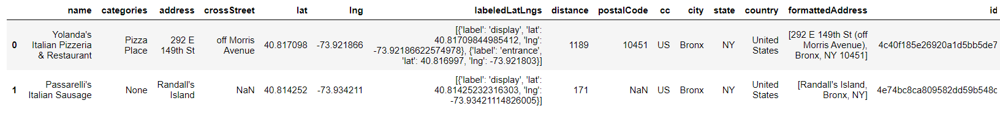 name categories address crossStreet lat lng labeledLatLngs distance postalCode cc city state country formattedAddress id
0 Yolanda's Italian Pizzeria & Restaurant Pizza Place 292 E 149th St off Morris Avenue 40.817098 -73.921866 [{'label': 'display', 'lat': 40.81709844985412, 'lng': -73.92186622574978}, {'label': 'entrance', 'lat': 40.816997, 'lng': -73.921803}] 1189 10451 US Bronx NY United States [292 E 149th St (off Morris Avenue), Bronx, NY 10451] 4c40f185e26920a1d5bb5de7
1 Passarelli's Italian Sausage None Randall's Island NaN 40.814252 -73.934211 [{'label': 'display', 'lat': 40.81425232316303, 'lng': -73.93421114826005}] 171 NaN US Bronx NY United States [Randall's Island, Bronx, NY] 4e74bc8ca809582dd59b548c